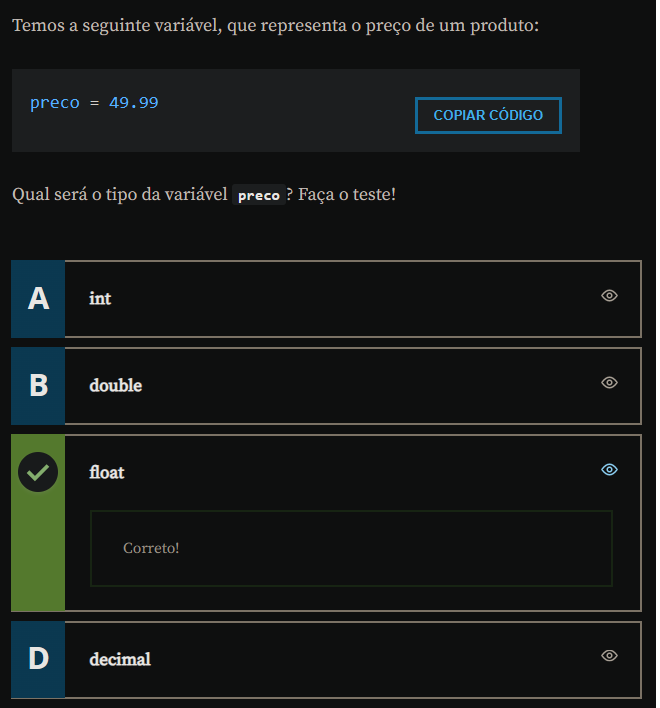 Temos a seguinte variável, que representa o preço de um produto:
preco = 49.99
COPIAR CÓDIGO
Qual será o tipo da variável preco? Faça o teste!
A
int
B
double
float
Correto!
D
decimal